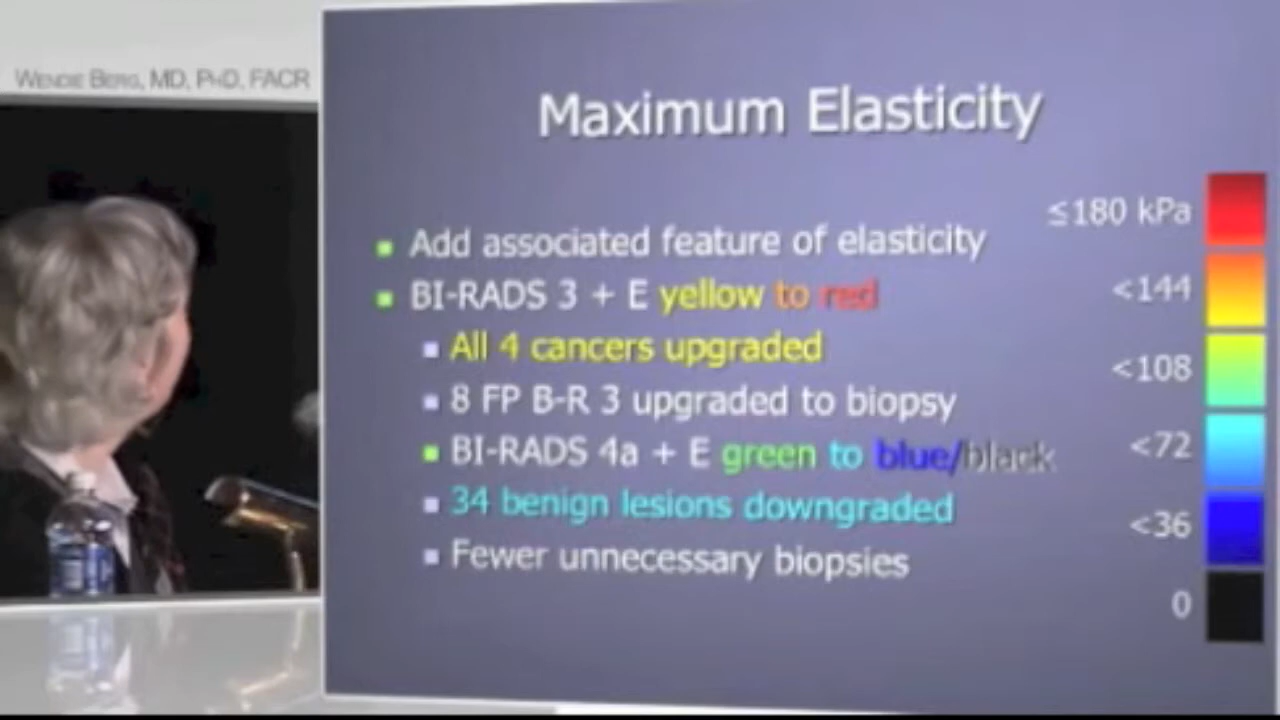 WENDIE BERG, MD, PHD, FACR
Maximum Elasticity
Add associated feature of elasticity
BI-RADS 3 + E yellow to red
All 4 cancers upgraded
8 FP B-R 3 upgraded to biopsy
BI-RADS 4a + E green to blue/black
34 benign lesions downgraded
Fewer unnecessary biopsies
≤180 kPa
<144
<108
<72
<36
0